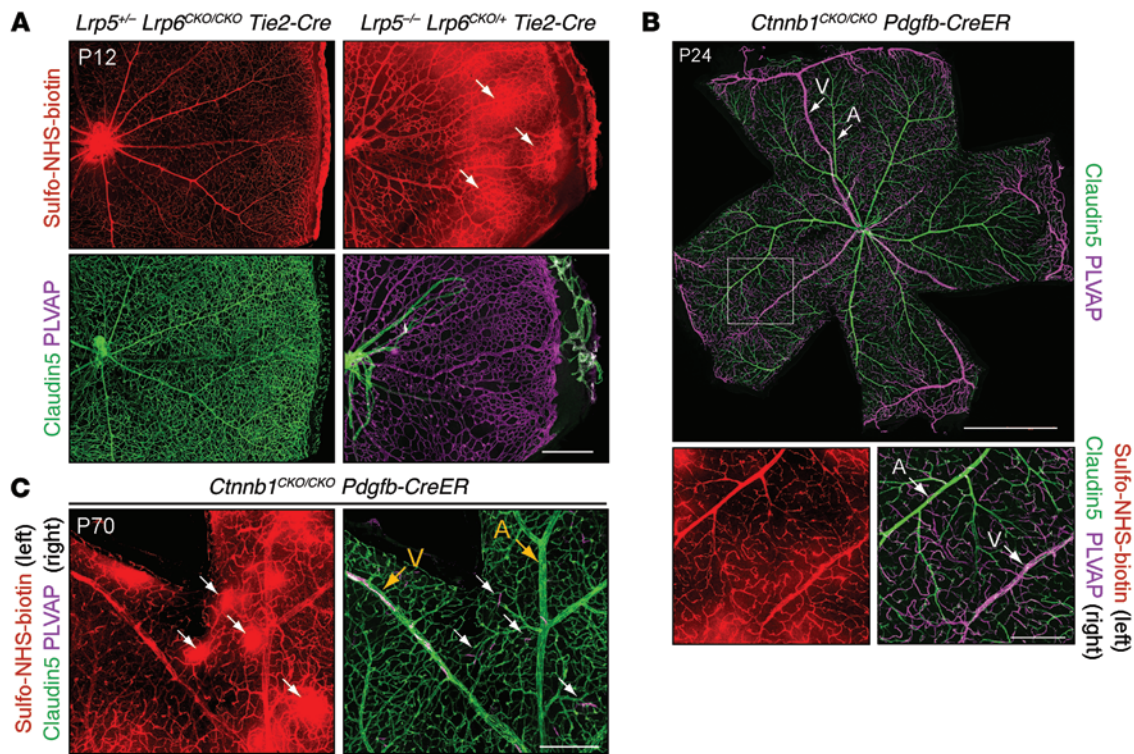 A
Lrp5+/– Lrp6CKO/CKO Tie2-Cre
Lrp5–/– Lrp6CKO/+ Tie2-Cre
P12
Sulfo-NHS-biotin
Claudin5 PLVAP
B
Ctnnb1CKO/CKO Pdgfb-CreER
P24
V
A
Claudin5 PLVAP
A
V
Sulfo-NHS-biotin (left)
Claudin5 PLVAP (right)
C
Ctnnb1CKO/CKO Pdgfb-CreER
P70
V
A
Sulfo-NHS-biotin (left)
Claudin5 PLVAP (right)